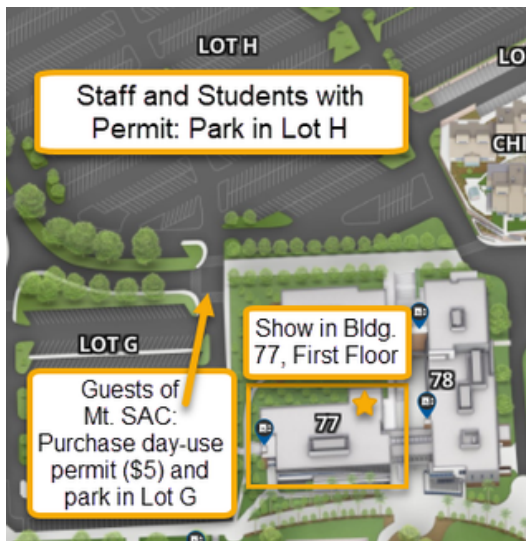 LOT H
LO
Staff and Students with
Permit: Park in Lot H
CHI
LOT G
Show in Bldg.
77, First Floor
Guests of
Mt. SAC:
Purchase day-use
permit ($5) and
park in Lot G
77
78